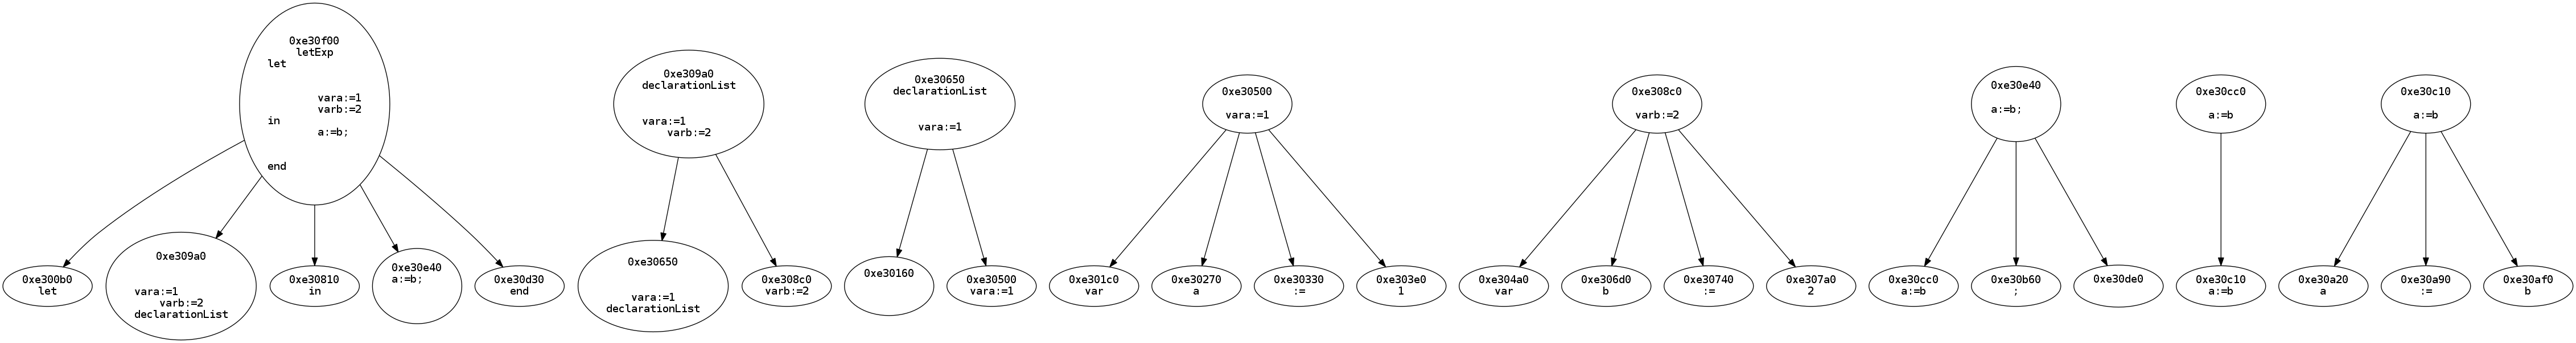 0xe30f00
letExp
let
vara:=1
varb:=2
in
a:=b;
end
0xe300b0
let
0xe309a0
vara:=1
varb:=2
declarationList
0xe30810
in
0xe30e40
a:=b;
0xe30d30
end
0xe309a0
declarationList
vara:=1
varb:=2
0xe30650
vara:=1
declarationList
0xe308c0
varb:=2
0xe30650
declarationList
vara:=1
0xe30160
0xe30500
vara:=1
0xe30500
vara:=1
0xe301c0
var
0xe30270
a
0xe30330
:=
0xe303e0
1
0xe308c0
varb:=2
0xe304a0
var
0xe306d0
b
0xe30740
:=
0xe307a0
2
0xe30e40
a:=b;
0xe30cc0
a:=b
0xe30b60
;
0xe30de0
0xe30cc0
a:=b
0xe30c10
a:=b
0xe30c10
a:=b
0xe30a20
a
0xe30a90
:=
0xe30af0
b